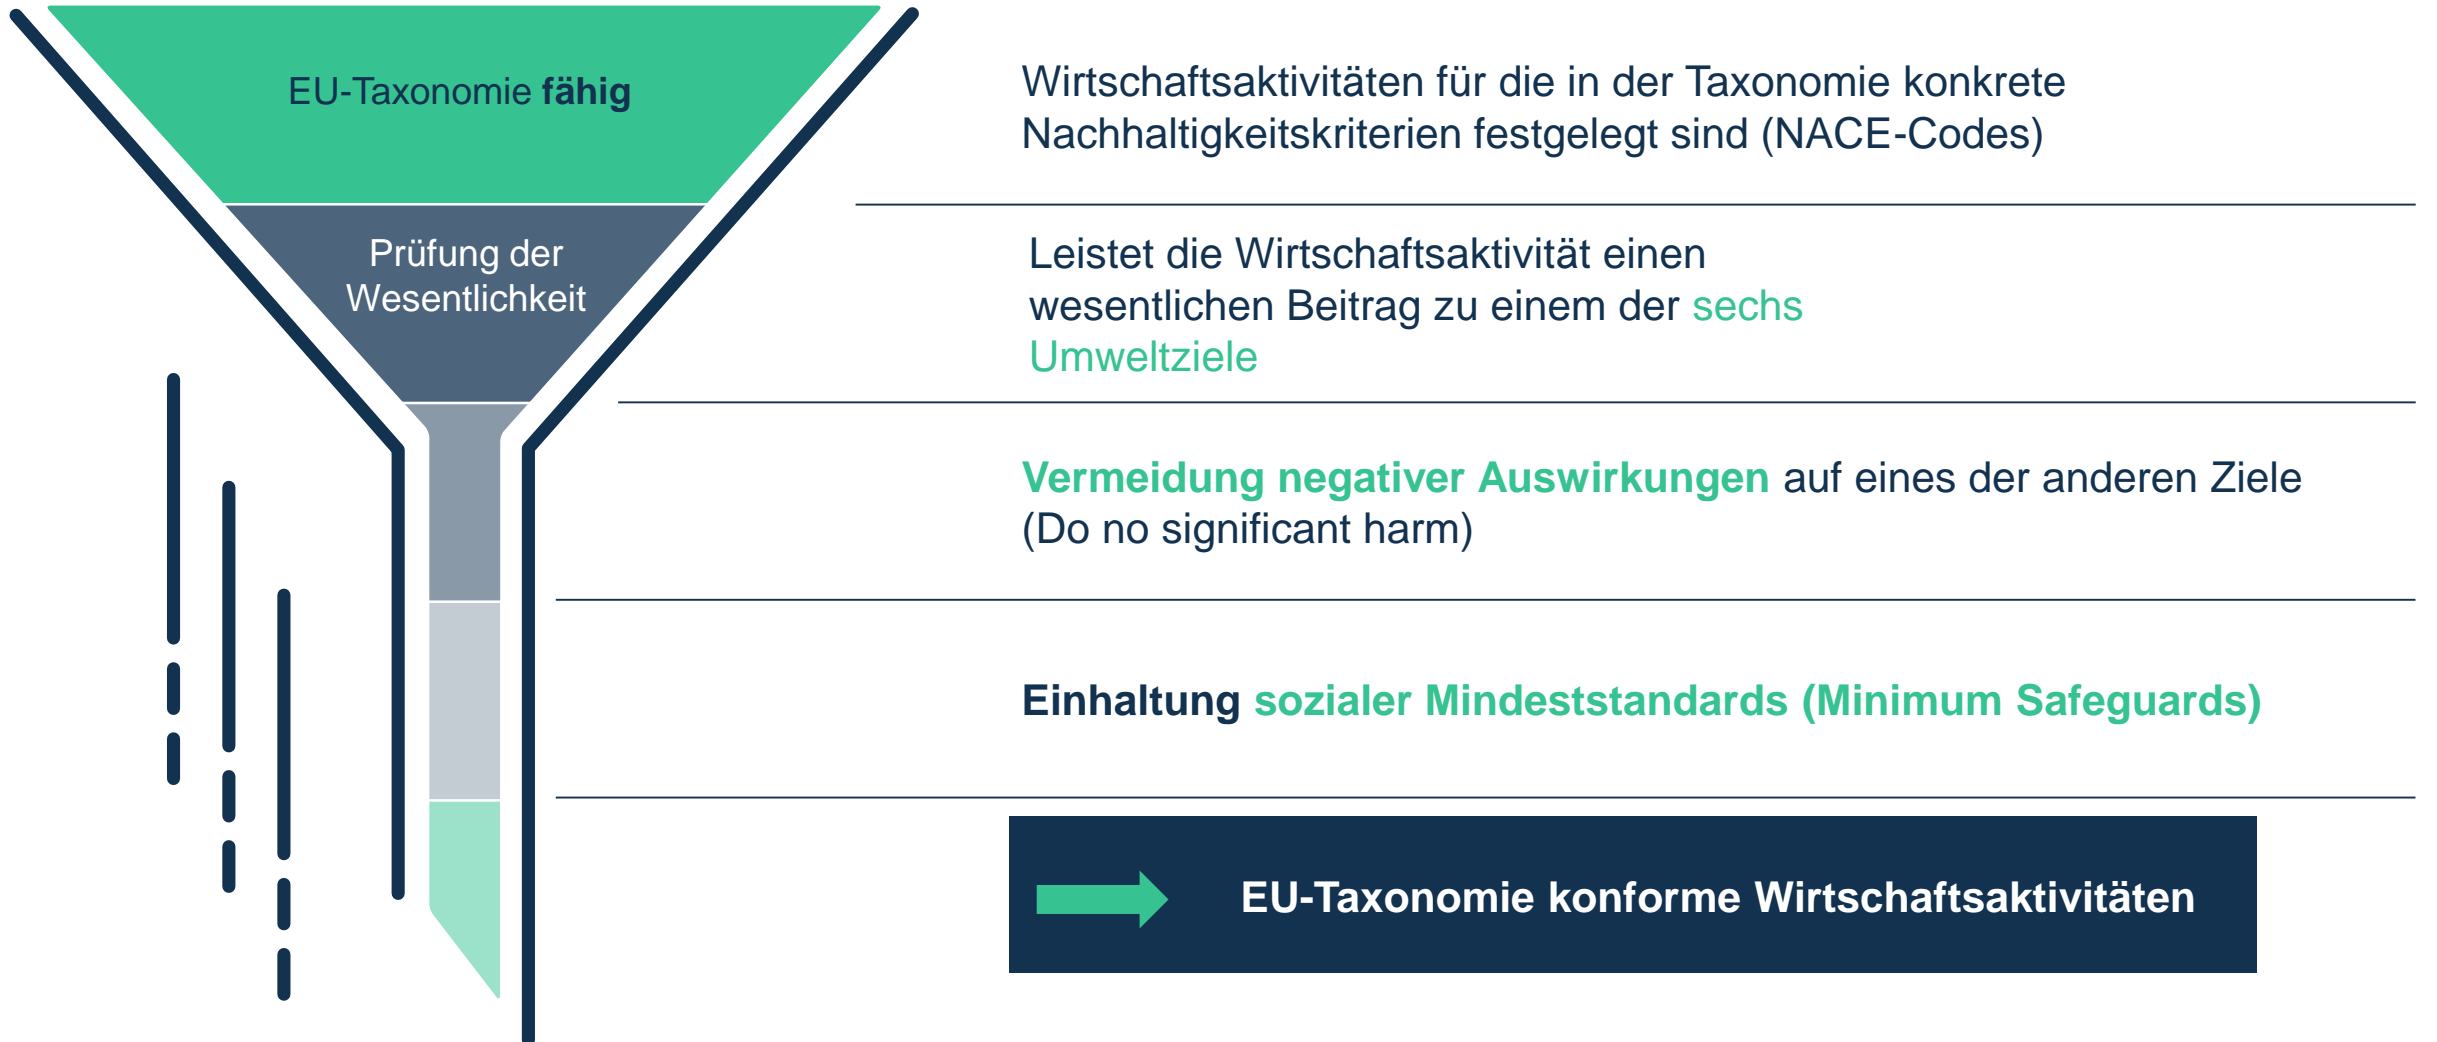 EU-Taxonomie fähig
Wirtschaftsaktivitäten für die in der Taxonomie konkrete
Nachhaltigkeitskriterien festgelegt sind (NACE-Codes)
Prüfung der
Wesentlichkeit
Leistet die Wirtschaftsaktivität einen
wesentlichen Beitrag zu einem der sechs
Umweltziele
Vermeidung negativer Auswirkungen auf eines der anderen Ziele
(Do no significant harm)
Einhaltung sozialer Mindeststandards (Minimum Safeguards)
EU-Taxonomie konforme Wirtschaftsaktivitäten